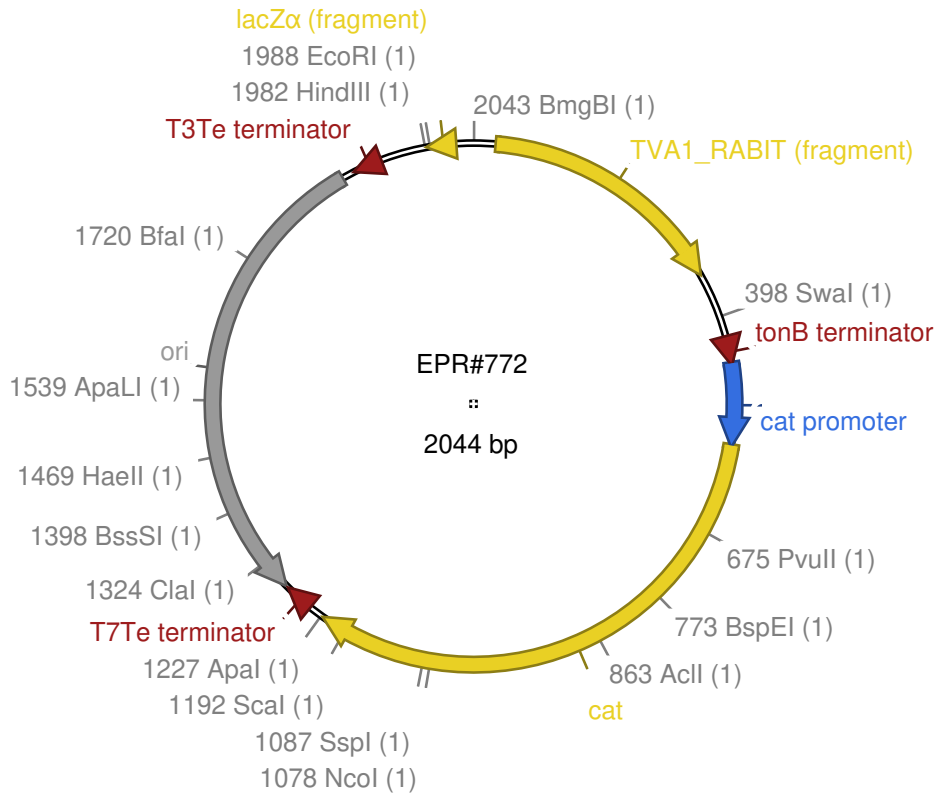 lacZα (fragment)
1988 EcoRI (1)
1982 HindIII (1)
2043 BmgBI (1)
T3Te terminator
TVA1_RABIT (fragment)
1720 BfaI (1)
398 SwaI (1)
tonB terminator
ori
EPR#772
1539 ApaLI (1)
cat promoter
2044 bp
1469 HaeII (1)
1398 BssSI (1)
675 PvuII (1)
1324 ClaI (1)
T7Te terminator
773 BspEI (1)
1227 ApaI (1)
863 AclI (1)
1192 ScaI (1)
cat
1087 SspI (1)
1078 NcoI (1)